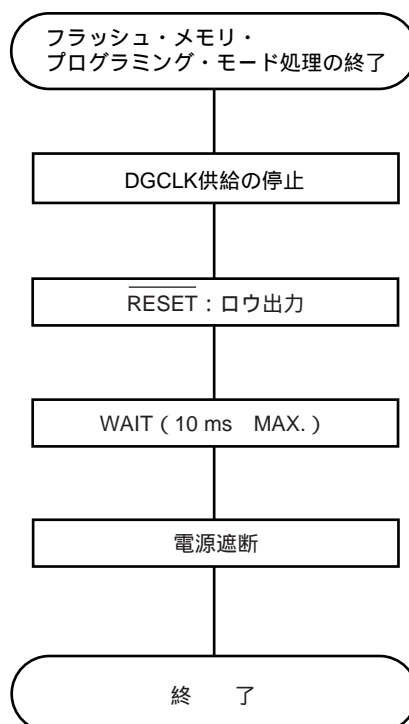 フラッシュ・メモリ・
プログラミング・モード処理の終了
DGCLK供給の停止
RESET：ロウ出力
WAIT（10 ms　MAX.）
電源遮断
終　　了